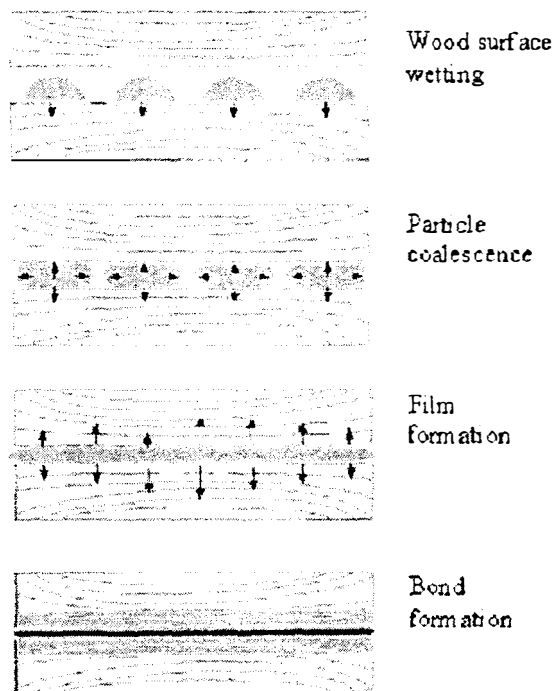 Wood surface
wetting
Particle
coalescence
Film
formation
Bond
formation